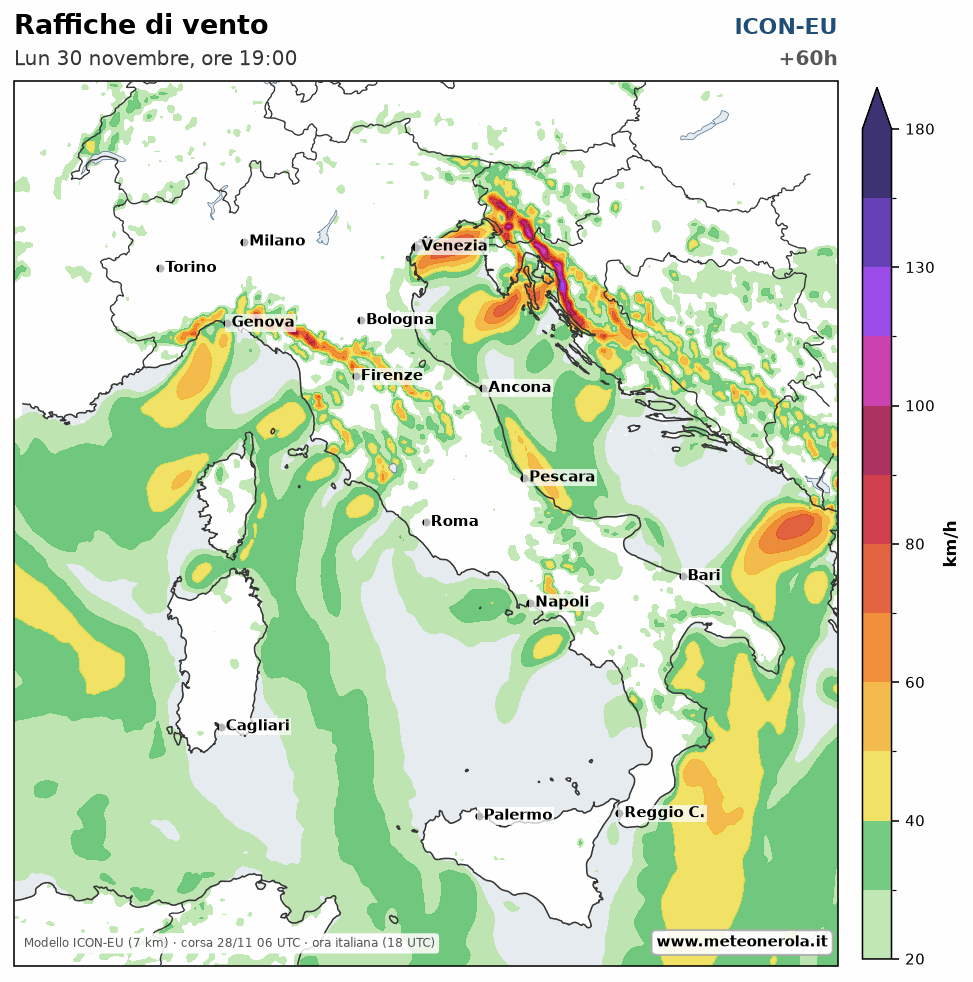 Raffiche di vento
ICON-EU
Lun 30 novembre, ore 19:00
+60h
180
130
100
80
60
40
20
km/h
Milano
Venezia
Torino
Genova
Bologna
Firenze
Ancona
Pescara
Roma
Bari
Napoli
Cagliari
Palermo
Reggio C.
Modello ICON-EU (7 km) · corsa 28/11 06 UTC · ora italiana (18 UTC)
www.meteonerola.it